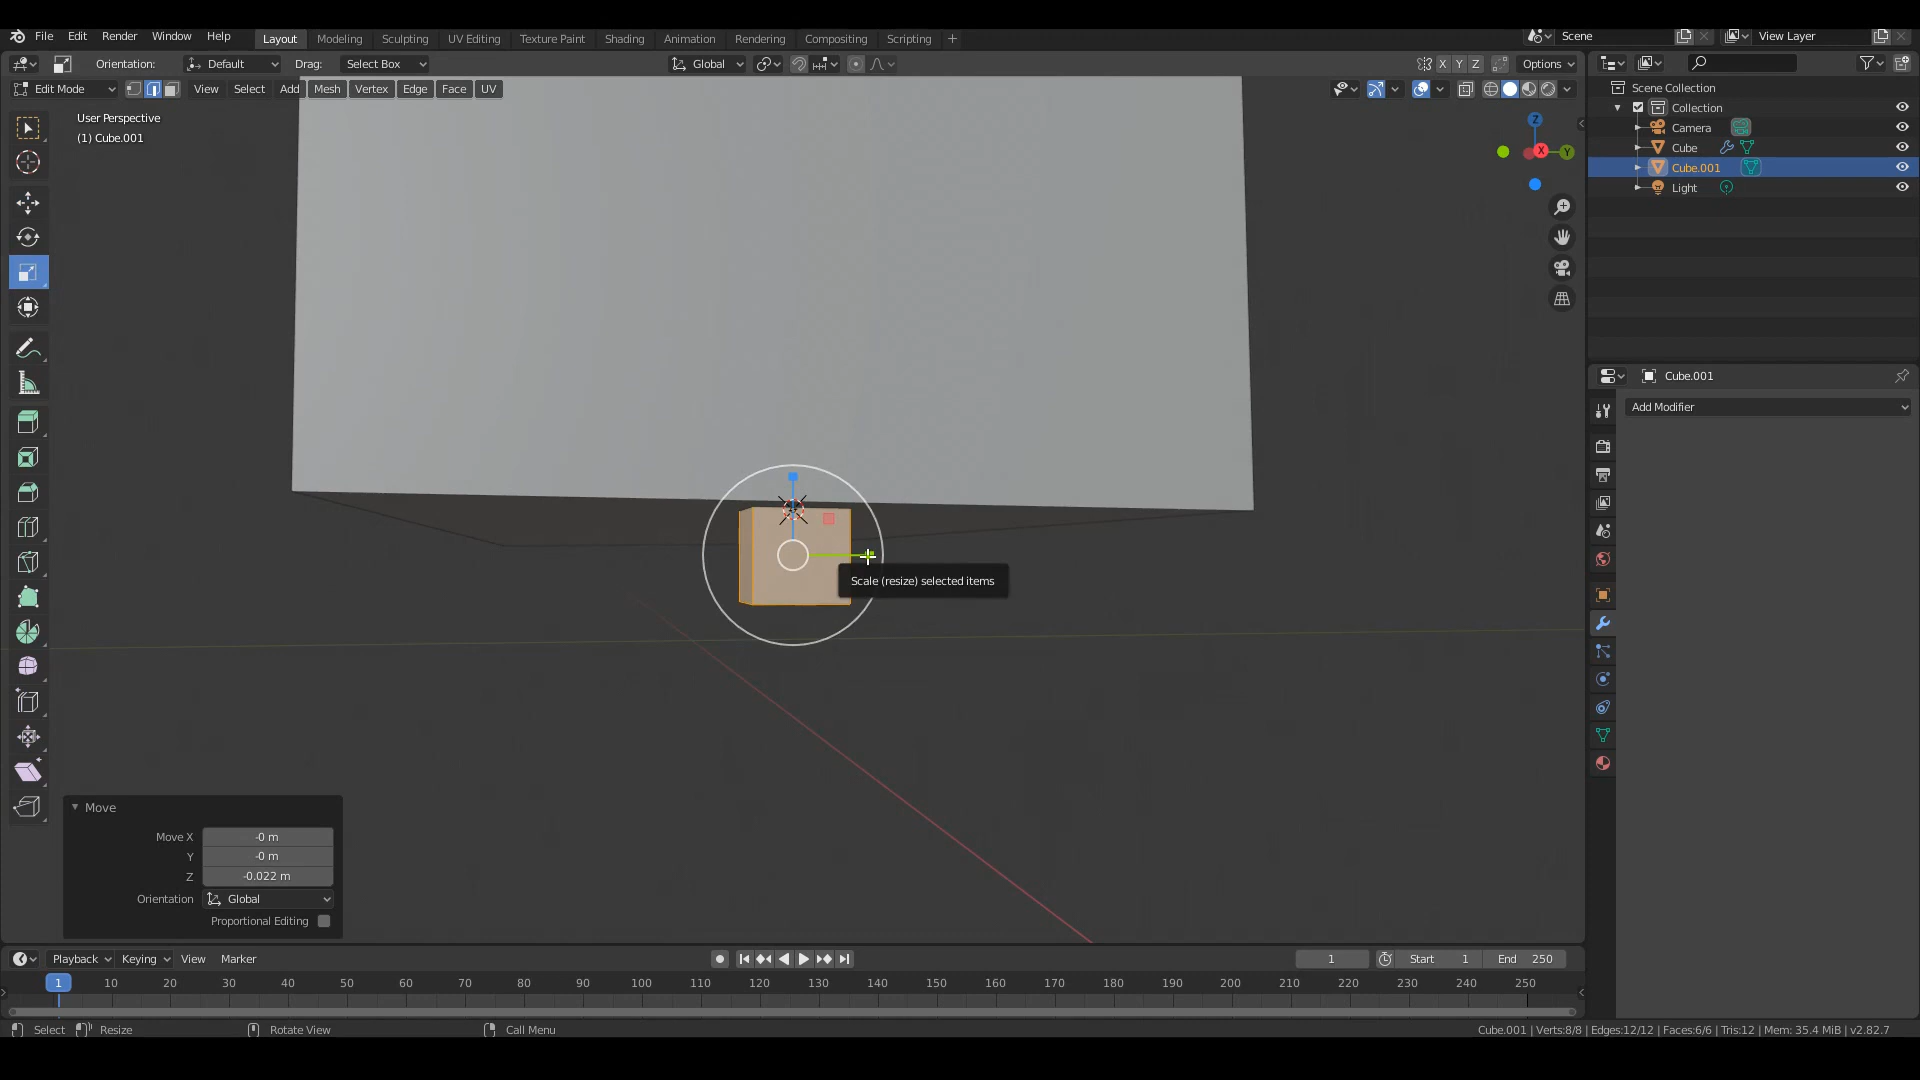 File Edit Render Window Help Layout Modeling Sculpting UV Editing Texture Paint Shading Animation Rendering Compositing Scripting + Scene View Layer
Orientation: Default Drag: Select Box Global X Y Z Options
Edit Mode View Select Add Mesh Vertex Edge Face UV
User Perspective
(1) Cube.001
Z
X
Y
Scene Collection
Collection
Camera
Cube
Cube.001
Light
Cube.001
Add Modifier
Scale (resize) selected items
Move
Move X -0 m
Y -0 m
Z -0.022 m
Orientation Global
Proportional Editing
Playback Keying View Marker 1 Start 1 End 250
1 10 20 30 40 50 60 70 80 90 100 110 120 130 140 150 160 170 180 190 200 210 220 230 240 250
Select Resize Rotate View Call Menu Cube.001 | Verts:8/8 | Edges:12/12 | Faces:6/6 | Tris:12 | Mem: 35.4 MiB | v2.82.7